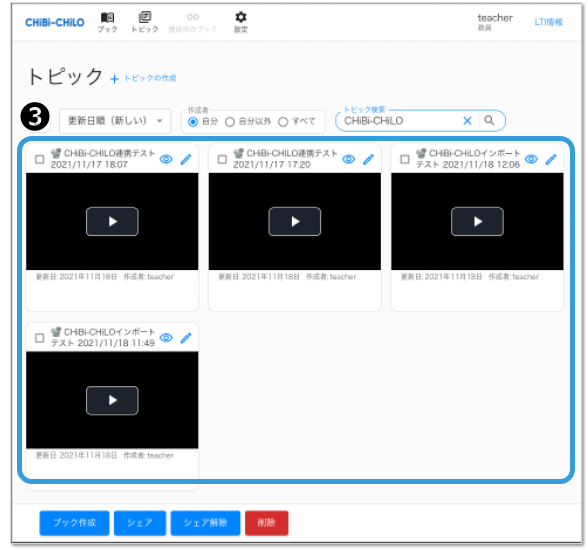 CHiBi-CHiLO ブック トピック 提供中のブック 設定 teacher 教員 LTI情報
トピック + トピックの作成
❸ 更新日順（新しい） 作成者 自分 自分以外 すべて トピック検索 CHiBi-CHiLO
CHiBi-CHiLO連携テスト
2021/11/17 18:07
CHiBi-CHiLO連携テスト
2021/11/17 17:20
CHiBi-CHiLOインポート
テスト 2021/11/18 12:06
更新日: 2021年11月18日 作成者: teacher
更新日: 2021年11月18日 作成者: teacher
更新日: 2021年11月18日 作成者: teacher
CHiBi-CHiLOインポート
テスト 2021/11/18 11:49
更新日: 2021年11月18日 作成者: teacher
ブック作成 シェア シェア解除 削除